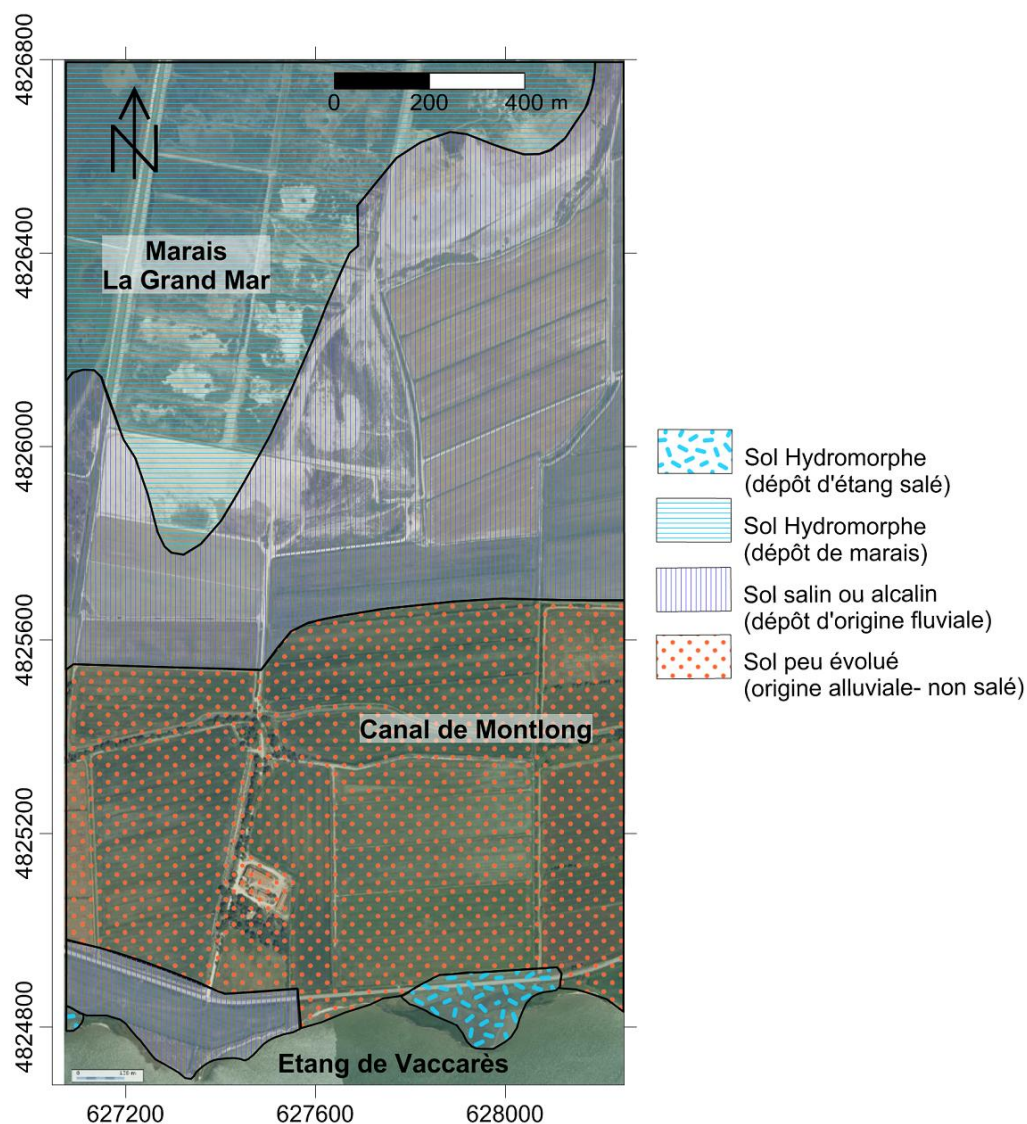 4826800
4826400
4826000
4825600
4825200
4824800
0 200 400 m
N
Marais
La Grand Mar
Canal de Montlong
Etang de Vaccarès
627200 627600 628000
Sol Hydromorphe
(dépôt d'étang salé)
Sol Hydromorphe
(dépôt de marais)
Sol salin ou alcalin
(dépôt d'origine fluviale)
Sol peu évolué
(origine alluviale- non salé)